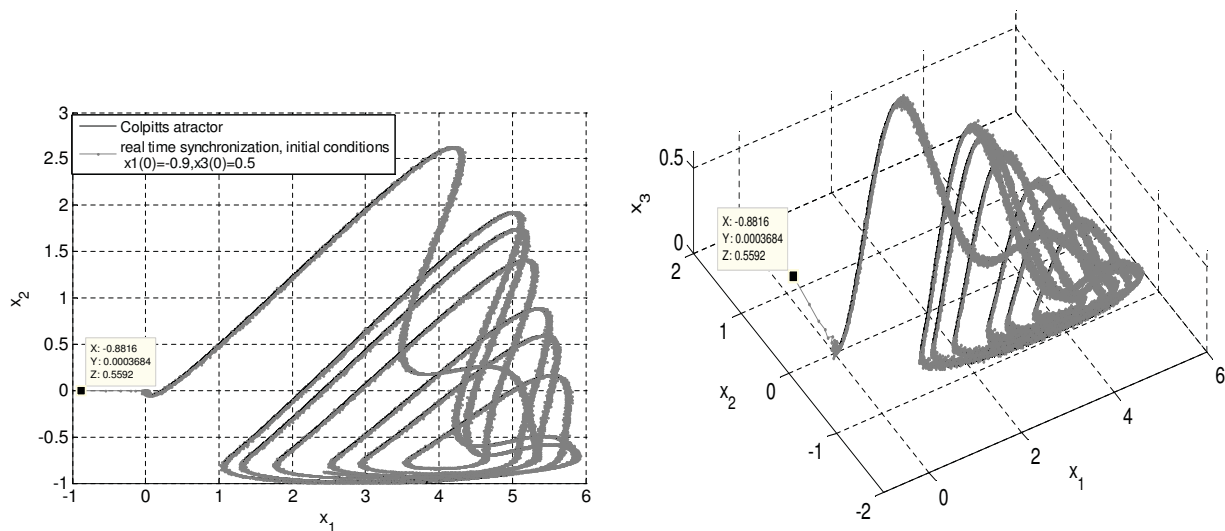 3
2.5
2
1.5
1
0.5
0
-0.5
-1
x2
Colpitts atractor
real time synchronization, initial conditions
x1(0)=-0.9,x3(0)=0.5
X: -0.8816
Y: 0.0003684
Z: 0.5592
-1 0 1 2 3 4 5 6
x1
0.5
0
x3
X: -0.8816
Y: 0.0003684
Z: 0.5592
2
1
0
-1
-2
x2
0
2
4
6
x1